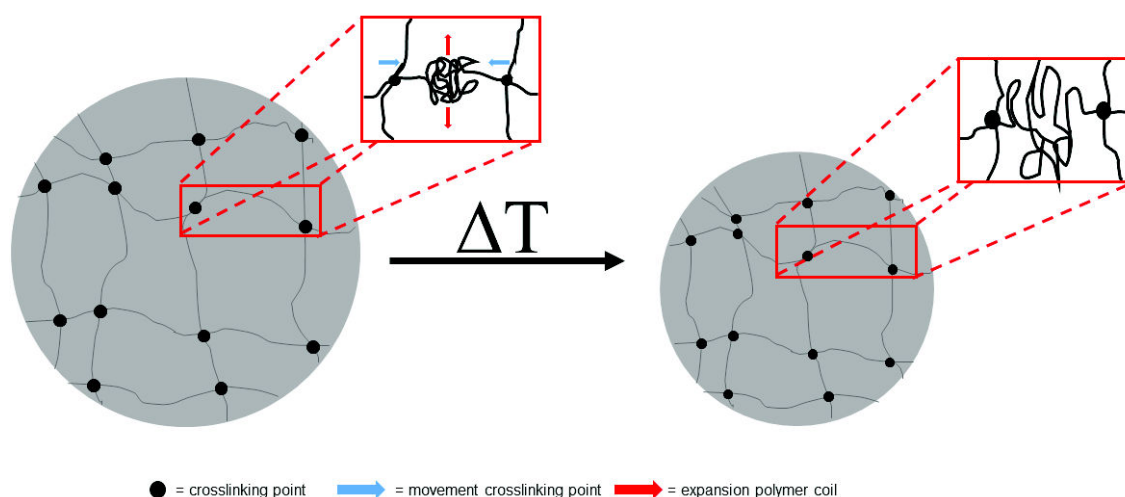 ΔT
= crosslinking point = movement crosslinking point = expansion polymer coil